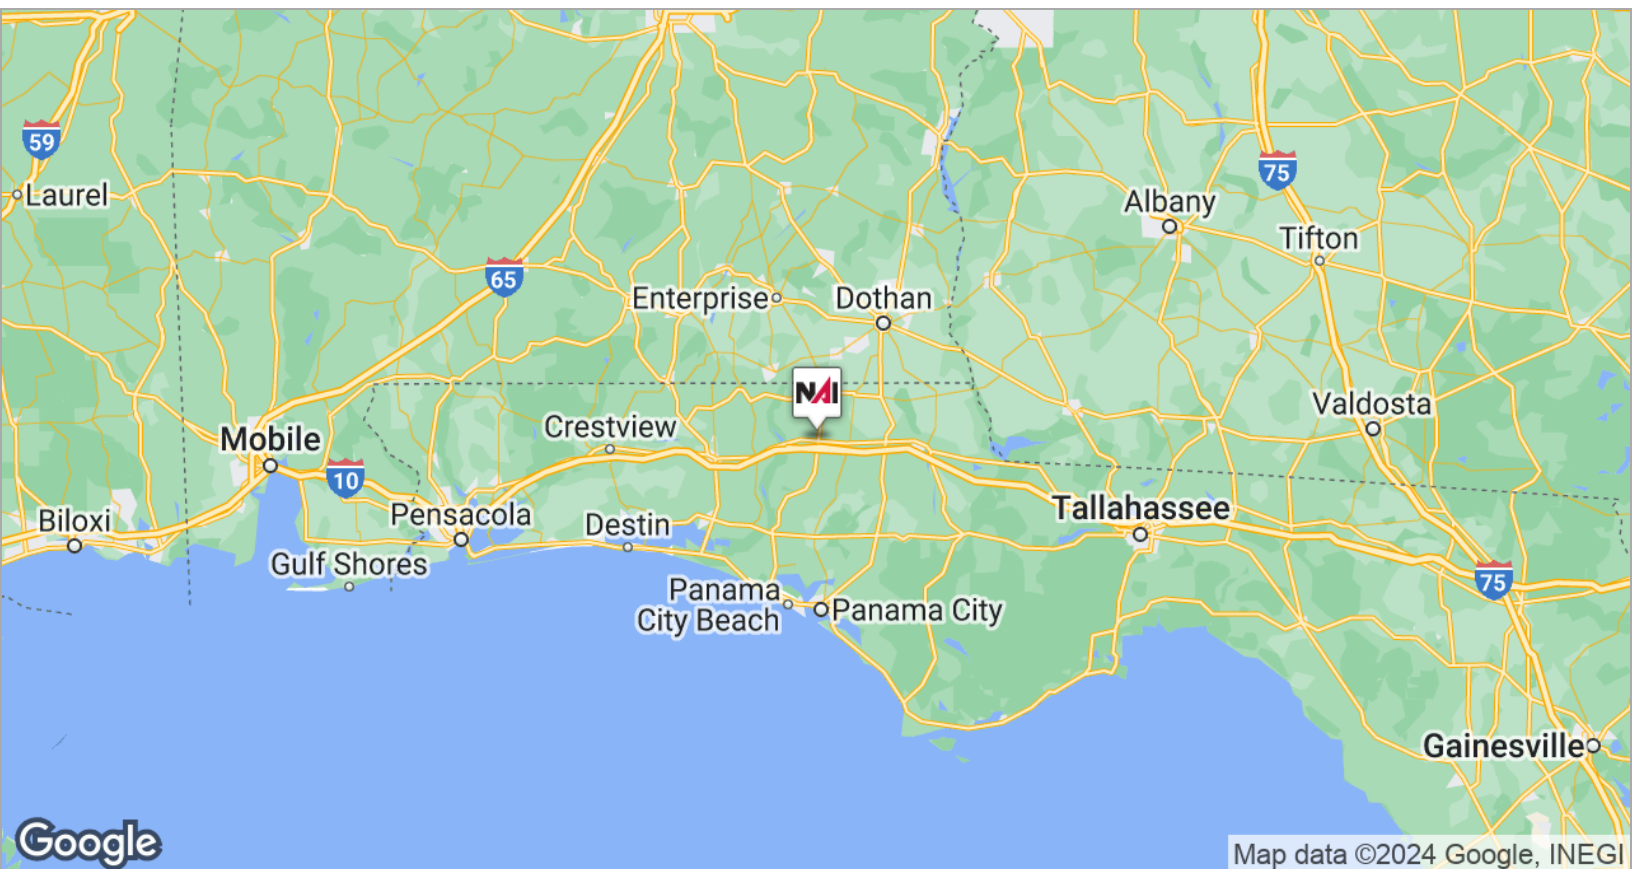 59
Laurel
75
Albany
Tifton
65
Enterprise
Dothan
NAI
Valdosta
Crestview
Mobile
10
Tallahassee
Pensacola
Biloxi
Destin
Gulf Shores
75
Panama
City Beach
Panama City
Gainesville
Google
Map data ©2024 Google, INEGI